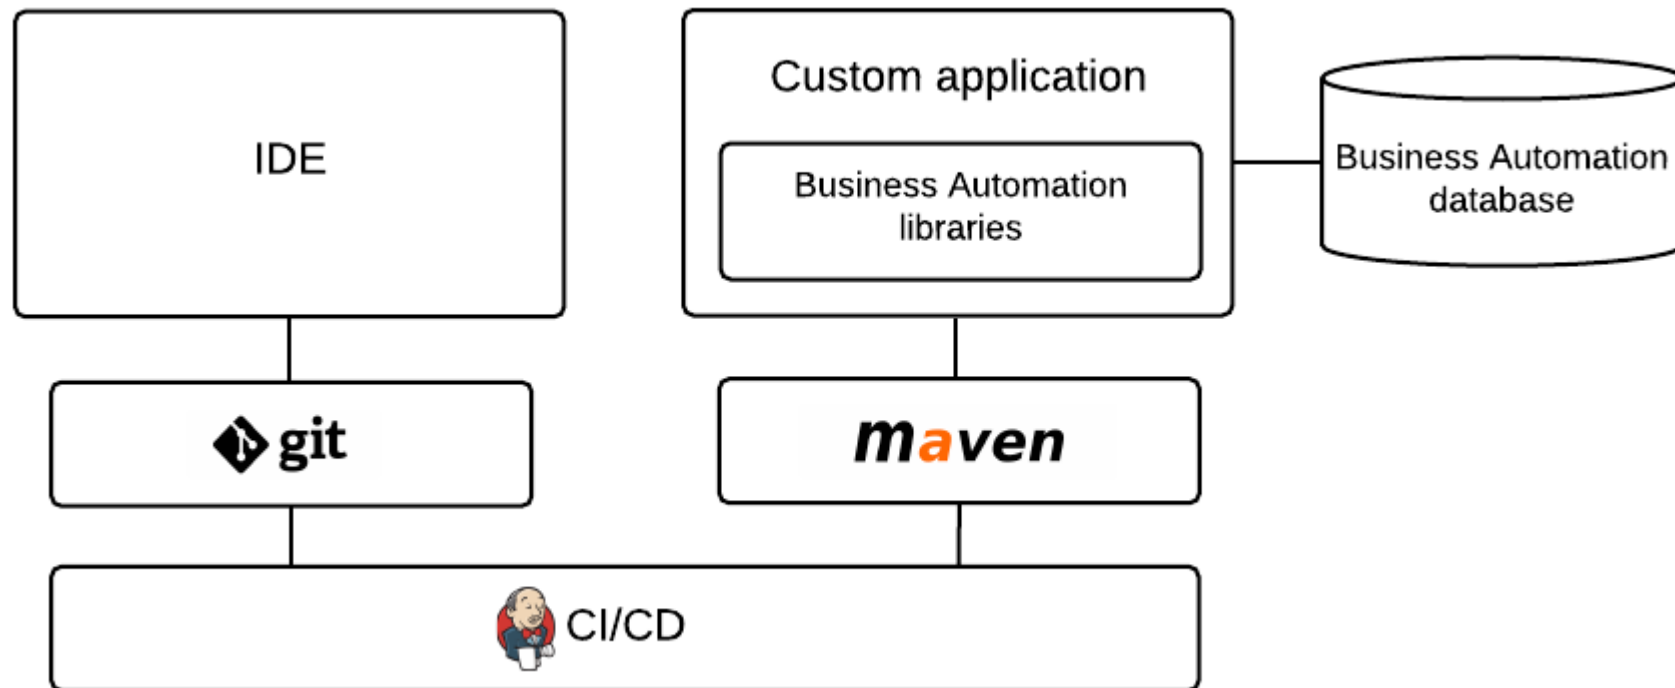 IDE
Custom application
Business Automation
libraries
Business Automation
database
git
maven
CI/CD